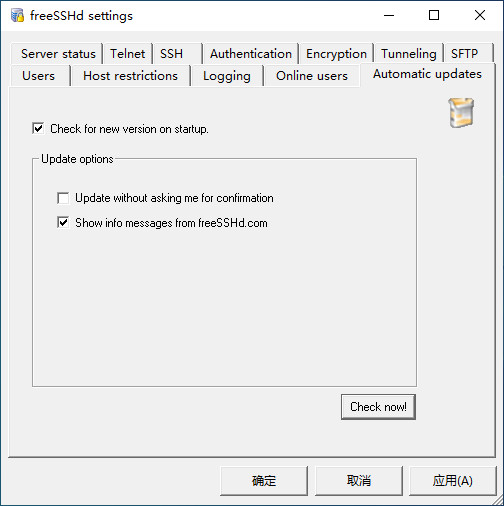 freeSSHd settings
Server status Telnet SSH Authentication Encryption Tunneling SFTP
Users Host restrictions Logging Online users Automatic updates
Check for new version on startup.
Update options
Update without asking me for confirmation
Show info messages from freeSSHd.com
Check now!
确定 取消 应用(A)